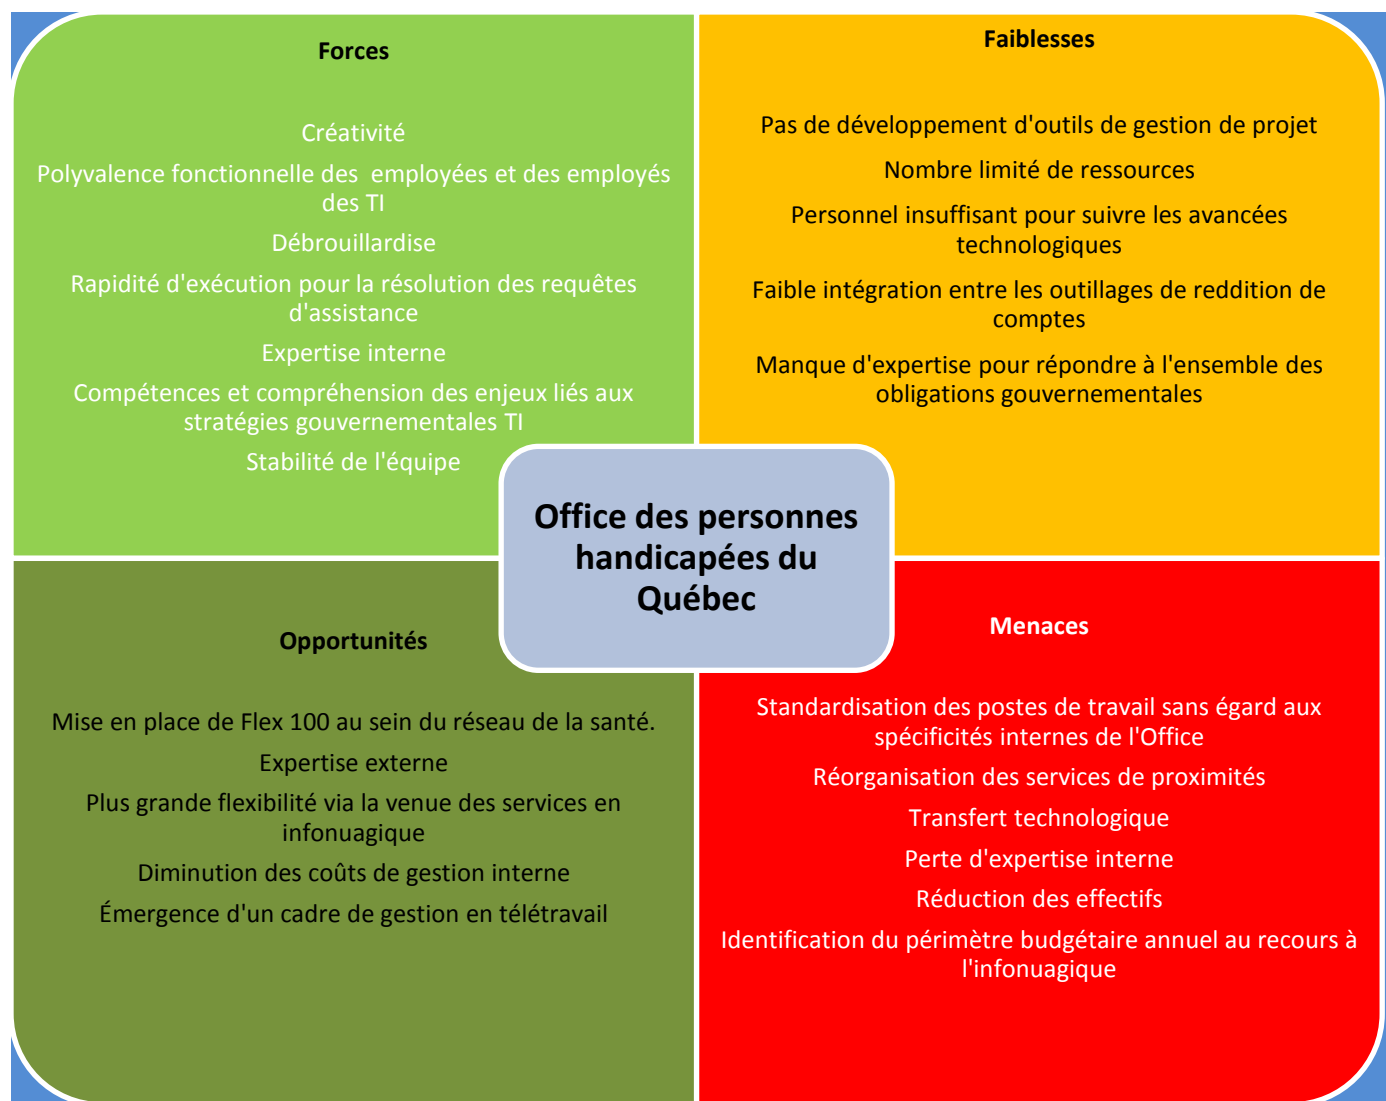 Forces
Créativité
Polyvalence fonctionnelle des  employées et des employés
des TI
Débrouillardise
Rapidité d'exécution pour la résolution des requêtes
d'assistance
Expertise interne
Compétences et compréhension des enjeux liés aux
stratégies gouvernementales TI
Stabilité de l'équipe
Faiblesses
Pas de développement d'outils de gestion de projet
Nombre limité de ressources
Personnel insuffisant pour suivre les avancées
technologiques
Faible intégration entre les outillages de reddition de
comptes
Manque d'expertise pour répondre à l'ensemble des
obligations gouvernementales
Office des personnes
handicapées du
Québec
Opportunités
Mise en place de Flex 100 au sein du réseau de la santé.
Expertise externe
Plus grande flexibilité via la venue des services en
infonuagique
Diminution des coûts de gestion interne
Émergence d'un cadre de gestion en télétravail
Menaces
Standardisation des postes de travail sans égard aux
spécificités internes de l'Office
Réorganisation des services de proximités
Transfert technologique
Perte d'expertise interne
Réduction des effectifs
Identification du périmètre budgétaire annuel au recours à
l'infonuagique